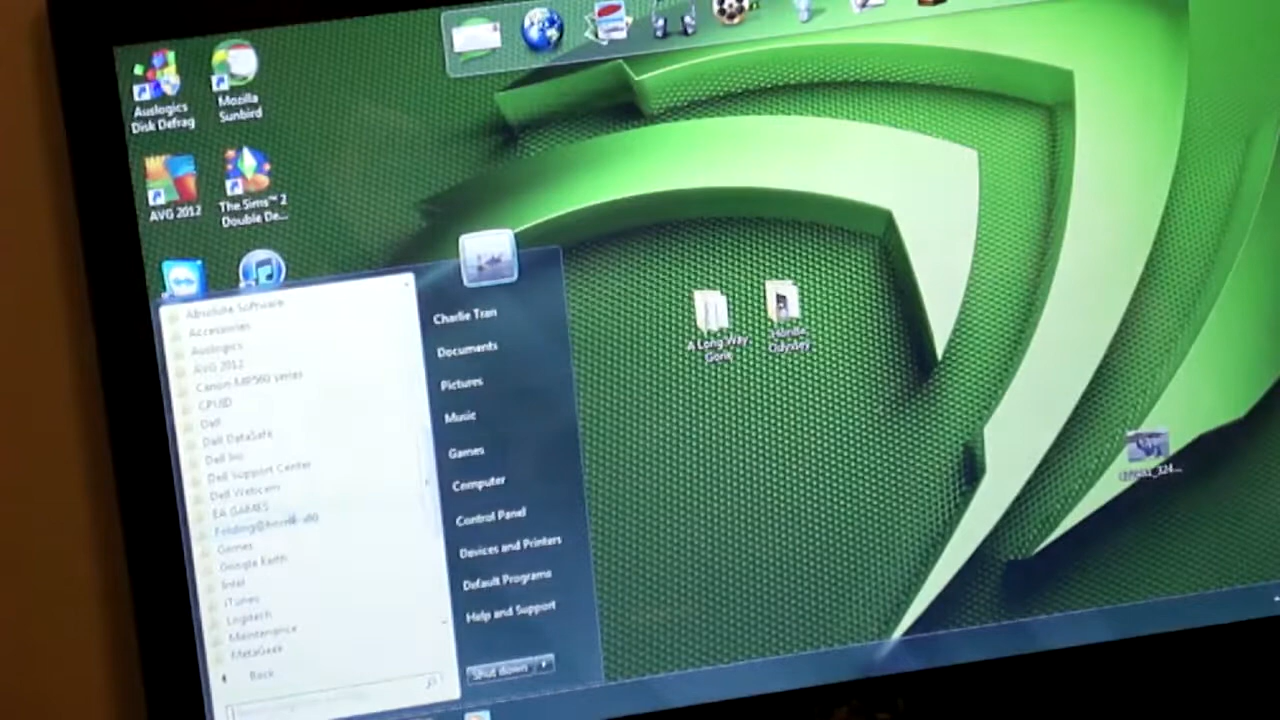 Auslogics
Disk Defrag
Mozilla
Sunbird
AVG 2012
The Sims™ 2
Double De...
Absolute Software
Accessories
Auslogics
AVG 2012
Canon MP560 series
CPUID
Dell
Dell DataSafe
Dell Inc
Dell Support Center
Dell Webcam
EA GAMES
Folding@home-x86
Games
Google Earth
Intel
iTunes
Logitech
Maintenance
MetaGeek
Back
Charlie Tran
Documents
Pictures
Music
Games
Computer
Control Panel
Devices and Printers
Default Programs
Help and Support
Shut down
A Long Way
Gone
Odyssey